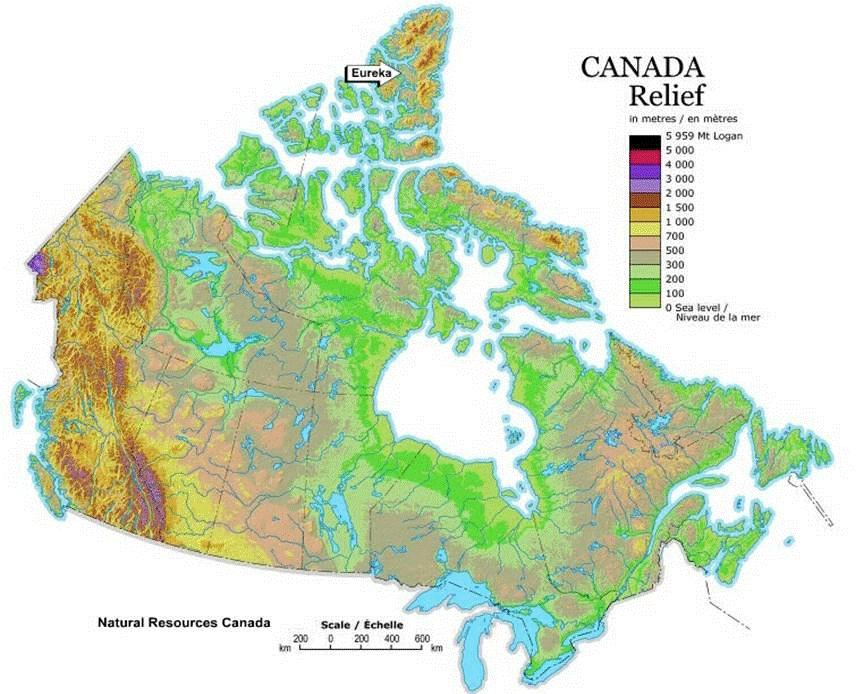 Eureka
CANADA
Relief
in metres / en mètres
5 959 Mt Logan
5 000
4 000
3 000
2 000
1 500
1 000
700
500
300
200
100
0 Sea level /
Niveau de la mer
Natural Resources Canada
Scale / Échelle
200 0 200 400 600
km km